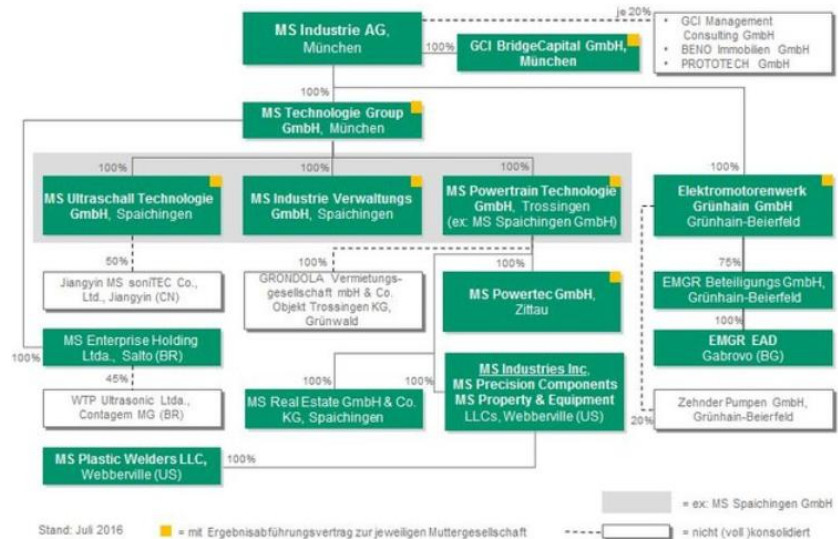 MS Industrie AG,
München
je 20%
• GCI Management
Consulting GmbH
• BENO Immobilien GmbH
• PROTOTECH GmbH
100%
GCI BridgeCapital GmbH,
München
100%
MS Technologie Group
GmbH, München
100%
100%
100%
100%
MS Ultraschall Technologie
GmbH, Spaichingen
MS Industrie Verwaltungs
GmbH, Spaichingen
MS Powertrain Technologie
GmbH, Trossingen
(ex: MS Spaichingen GmbH)
Elektromotorenwerk
Grünhain GmbH
Grünhain-Beierfeld
50%
100%
100%
75%
Jiangyin MS soniTEC Co.,
Ltd., Jiangyin (CN)
GRONDOLA Vermietungs-
gesellschaft mbH & Co.
Objekt Trossingen KG,
Grünwald
MS Powertec GmbH,
Zittau
EMGR Beteiligungs GmbH,
Grünhain-Beierfeld
100%
MS Enterprise Holding
Ltda., Salto (BR)
100%
EMGR EAD
Gabrovo (BG)
45%
WTP Ultrasonic Ltda.,
Contagem MG (BR)
100%
MS Real Estate GmbH & Co.
KG, Spaichingen
100%
MS Industries Inc,
MS Precision Components
MS Property & Equipment
LLCs, Webberville (US)
20%
Zehnder Pumpen GmbH,
Grünhain-Beierfeld
MS Plastic Welders LLC,
Webberville (US)
100%
= ex: MS Spaichingen GmbH
Stand: Juli 2016
= mit Ergebnisabführungsvertrag zur jeweiligen Muttergesellschaft
= nicht (voll )konsolidiert